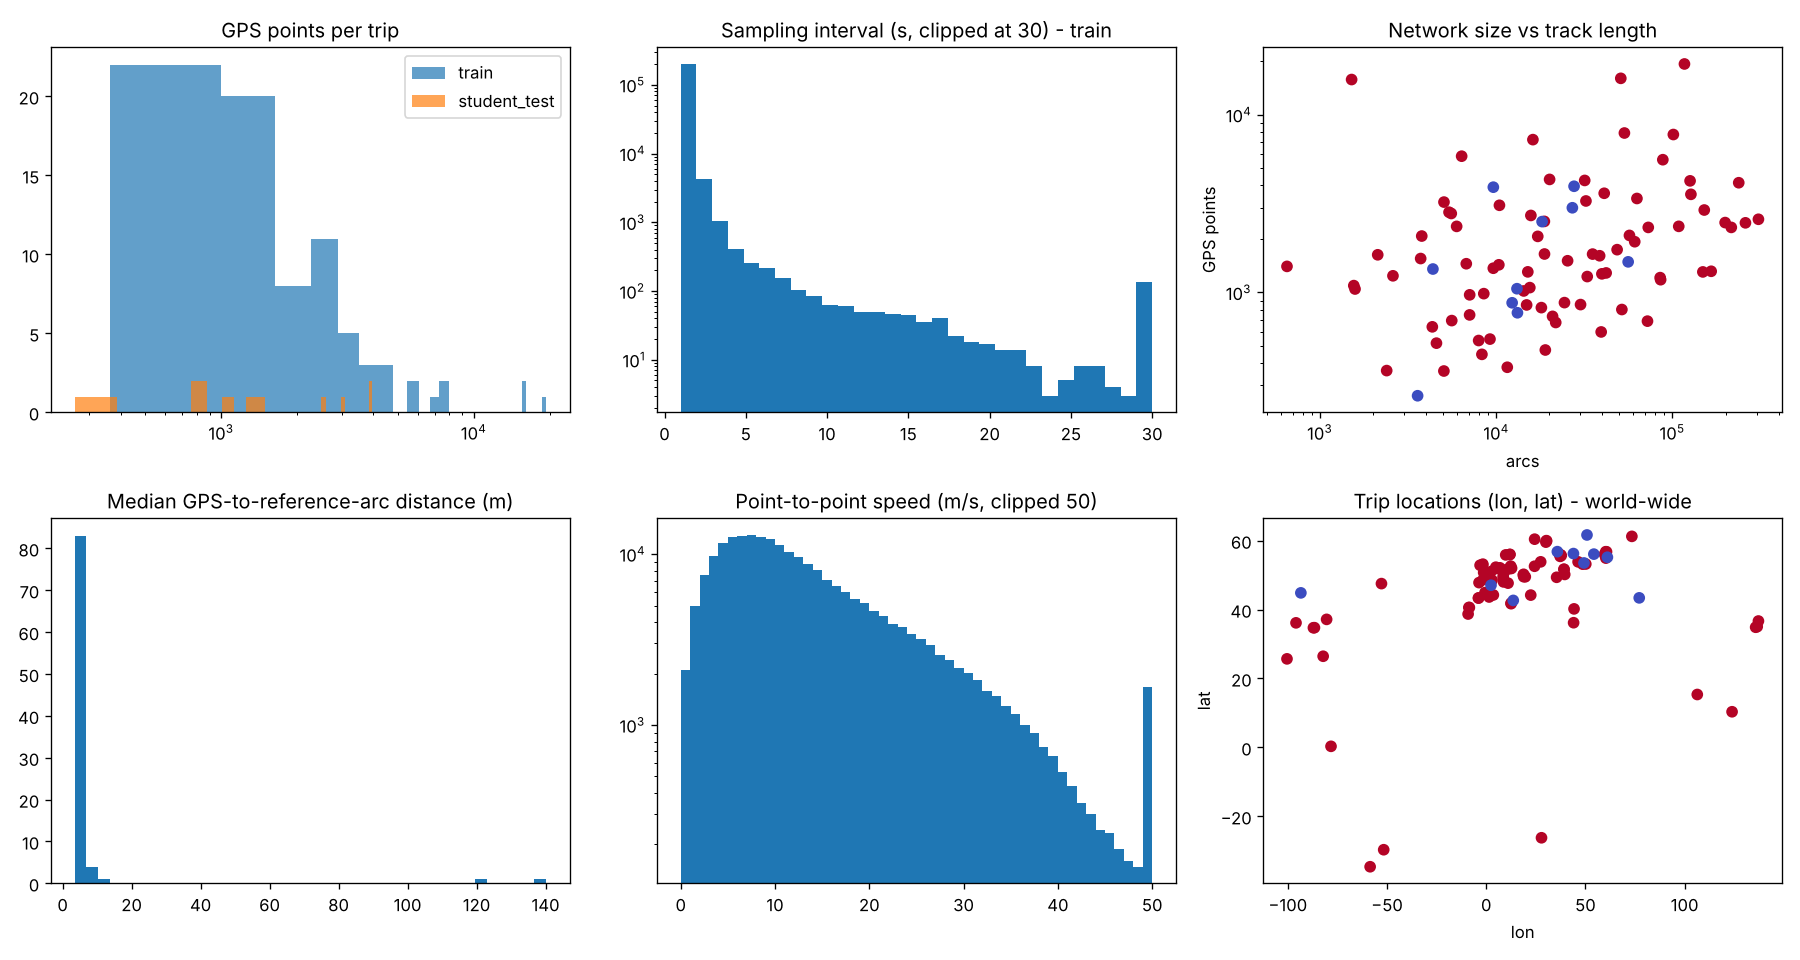 GPS points per trip
train
student_test
20
15
10
5
0
10³
10⁴
Sampling interval (s, clipped at 30) - train
10⁵
10⁴
10³
10²
10¹
0 5 10 15 20 25 30
Network size vs track length
GPS points
10⁴
10³
10³ 10⁴ 10⁵
arcs
Median GPS-to-reference-arc distance (m)
80
70
60
50
40
30
20
10
0
0 20 40 60 80 100 120 140
Point-to-point speed (m/s, clipped 50)
10⁴
10³
0 10 20 30 40 50
Trip locations (lon, lat) - world-wide
lat
60
40
20
0
−20
−100 −50 0 50 100
lon